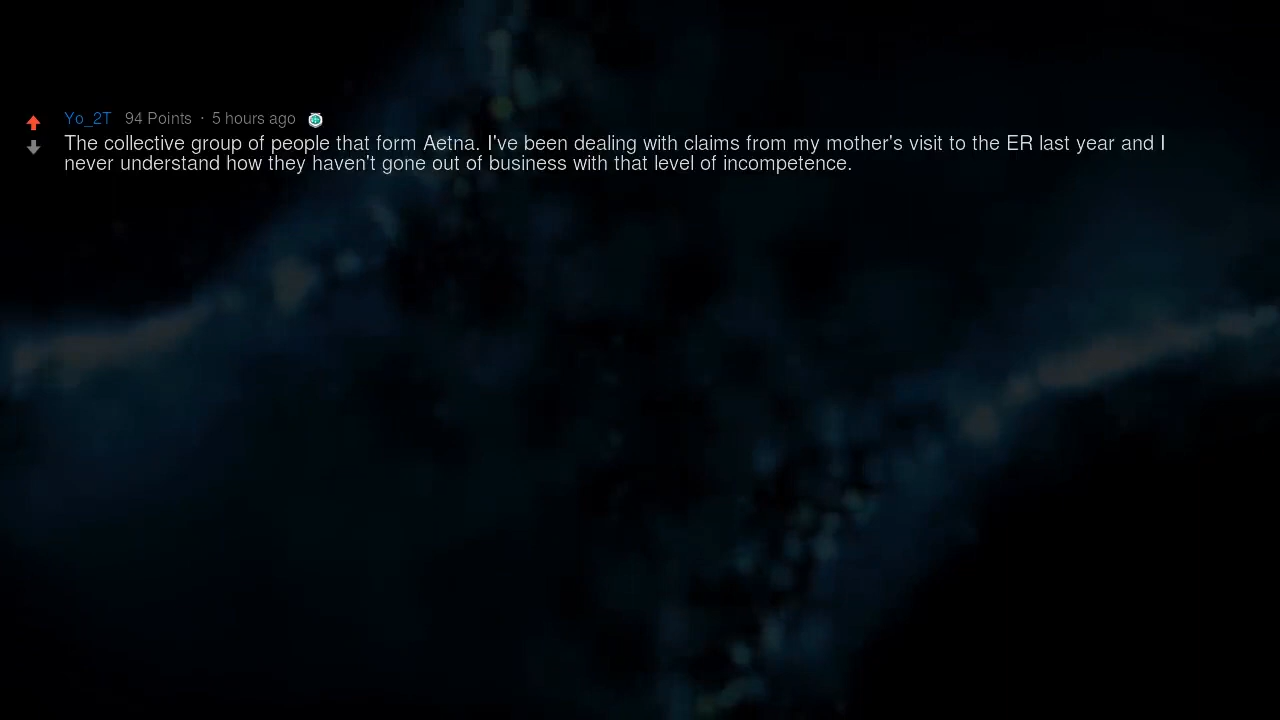 Yo_2T 94 Points · 5 hours ago
The collective group of people that form Aetna. I've been dealing with claims from my mother's visit to the ER last year and I
never understand how they haven't gone out of business with that level of incompetence.